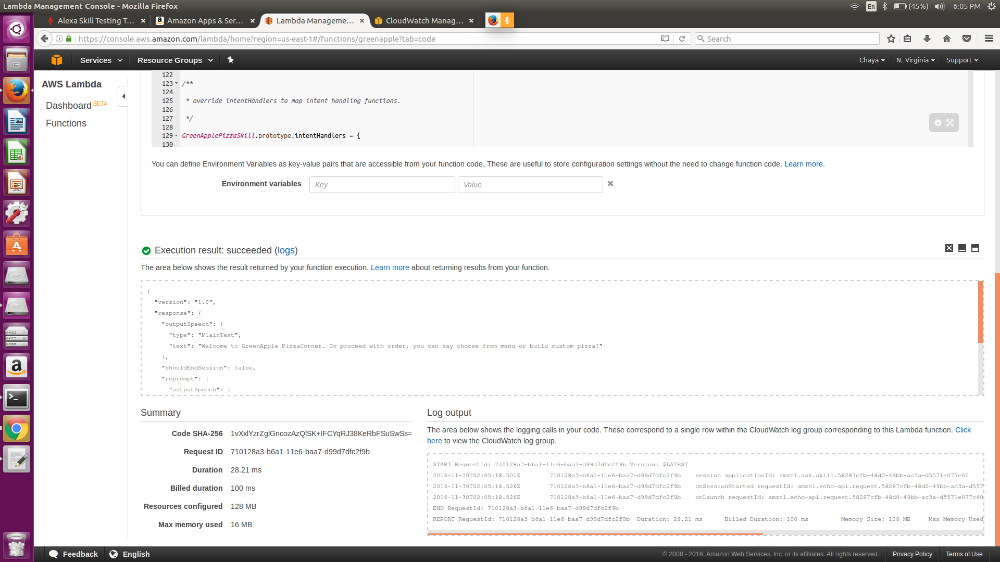 Lambda Management Console - Mozilla Firefox
En
(45%)
6:05 PM
Alexa Skill Testing T...
Amazon Apps & Ser...
Lambda Manageme...
CloudWatch Manag...
https://console.aws.amazon.com/lambda/home?region=us-east-1#/functions/greenapple?tab=code
Search
Services
Resource Groups
Chaya
N. Virginia
Support
AWS Lambda
Dashboard BETA
Functions
122
123 /**
124
125 * override intentHandlers to map intent handling functions.
126
127 */
128
129 GreenApplePizzaSkill.prototype.intentHandlers = {
130
You can define Environment Variables as key-value pairs that are accessible from your function code. These are useful to store configuration settings without the need to change function code. Learn more.
Environment variables
Key
Value
Execution result: succeeded (logs)
The area below shows the result returned by your function execution. Learn more about returning results from your function.
{
"version": "1.0",
"response": {
"outputSpeech": {
"type": "PlainText",
"text": "Welcome to GreenApple PizzaCorner. To proceed with order, you can say choose from menu or build custom pizza?"
},
"shouldEndSession": false,
"reprompt": {
"outputSpeech": {
Summary
Code SHA-256 1vXxlYzrZglGncozAzQlSK+IFCYqRJ38KeRbFSuSwSs=
Request ID 710128a3-b6a1-11e6-baa7-d99d7dfc2f9b
Duration 28.21 ms
Billed duration 100 ms
Resources configured 128 MB
Max memory used 16 MB
Log output
The area below shows the logging calls in your code. These correspond to a single row within the CloudWatch log group corresponding to this Lambda function. Click
here to view the CloudWatch log group.
START RequestId: 710128a3-b6a1-11e6-baa7-d99d7dfc2f9b Version: $LATEST
2016-11-30T02:05:18.501Z 710128a3-b6a1-11e6-baa7-d99d7dfc2f9b session applicationId: amzn1.ask.skill.58287cfb-48d0-49bb-ac3a-d5571e077c60
2016-11-30T02:05:18.526Z 710128a3-b6a1-11e6-baa7-d99d7dfc2f9b onSessionStarted requestId: amzn1.echo-api.request.58287cfb-48d0-49bb-ac3a-d557
2016-11-30T02:05:18.526Z 710128a3-b6a1-11e6-baa7-d99d7dfc2f9b onLaunch requestId: amzn1.echo-api.request.58287cfb-48d0-49bb-ac3a-d5571e077c60
END RequestId: 710128a3-b6a1-11e6-baa7-d99d7dfc2f9b
REPORT RequestId: 710128a3-b6a1-11e6-baa7-d99d7dfc2f9b Duration: 28.21 ms Billed Duration: 100 ms Memory Size: 128 MB Max Memory Used
Feedback
English
© 2008 - 2016, Amazon Web Services, Inc. or its affiliates. All rights reserved.
Privacy Policy
Terms of Use